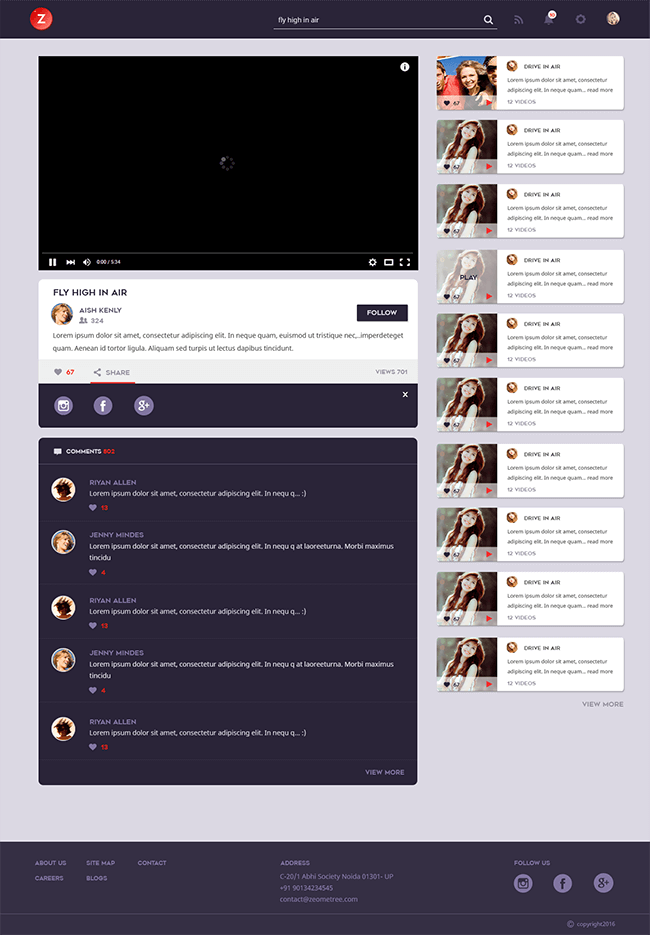 Z
fly high in air
0:00 / 5:34
FLY HIGH IN AIR
AISH KENLY
324
FOLLOW
Lorem ipsum dolor sit amet, consectetur adipiscing elit. In neque quam, euismod ut tristique nec,..imperdeteget
quam. Aenean id tortor ligula. Aliquam sed turpis ut lectus dapibus tincidunt.
67
SHARE
VIEWS 701
X
COMMENTS 802
RIYAN ALLEN
Lorem ipsum dolor sit amet, consectetur adipiscing elit. In nequ q... :)
13
JENNY MINDES
Lorem ipsum dolor sit amet, consectetur adipiscing elit. In nequ q at laoreeturna. Morbi maximus
tincidu
4
RIYAN ALLEN
Lorem ipsum dolor sit amet, consectetur adipiscing elit. In nequ q... :)
13
JENNY MINDES
Lorem ipsum dolor sit amet, consectetur adipiscing elit. In nequ q at laoreeturna. Morbi maximus
tincidu
4
RIYAN ALLEN
Lorem ipsum dolor sit amet, consectetur adipiscing elit. In nequ q... :)
13
VIEW MORE
DRIVE IN AIR
Lorem ipsum dolor sit amet, consectetur
adipiscing elit. In neque quam... read more
67
12 VIDEOS
DRIVE IN AIR
Lorem ipsum dolor sit amet, consectetur
adipiscing elit. In neque quam... read more
67
12 VIDEOS
DRIVE IN AIR
Lorem ipsum dolor sit amet, consectetur
adipiscing elit. In neque quam... read more
67
12 VIDEOS
PLAY
DRIVE IN AIR
Lorem ipsum dolor sit amet, consectetur
adipiscing elit. In neque quam... read more
67
12 VIDEOS
DRIVE IN AIR
Lorem ipsum dolor sit amet, consectetur
adipiscing elit. In neque quam... read more
67
12 VIDEOS
DRIVE IN AIR
Lorem ipsum dolor sit amet, consectetur
adipiscing elit. In neque quam... read more
67
12 VIDEOS
DRIVE IN AIR
Lorem ipsum dolor sit amet, consectetur
adipiscing elit. In neque quam... read more
67
12 VIDEOS
DRIVE IN AIR
Lorem ipsum dolor sit amet, consectetur
adipiscing elit. In neque quam... read more
67
12 VIDEOS
DRIVE IN AIR
Lorem ipsum dolor sit amet, consectetur
adipiscing elit. In neque quam... read more
67
12 VIDEOS
DRIVE IN AIR
Lorem ipsum dolor sit amet, consectetur
adipiscing elit. In neque quam... read more
67
12 VIDEOS
VIEW MORE
ABOUT US
SITE MAP
CONTACT
CAREERS
BLOGS
ADDRESS
C-20/1 Abhi Society Noida 01301- UP
+91 90134234545
contact@zeometree.com
FOLLOW US
© copyright2016